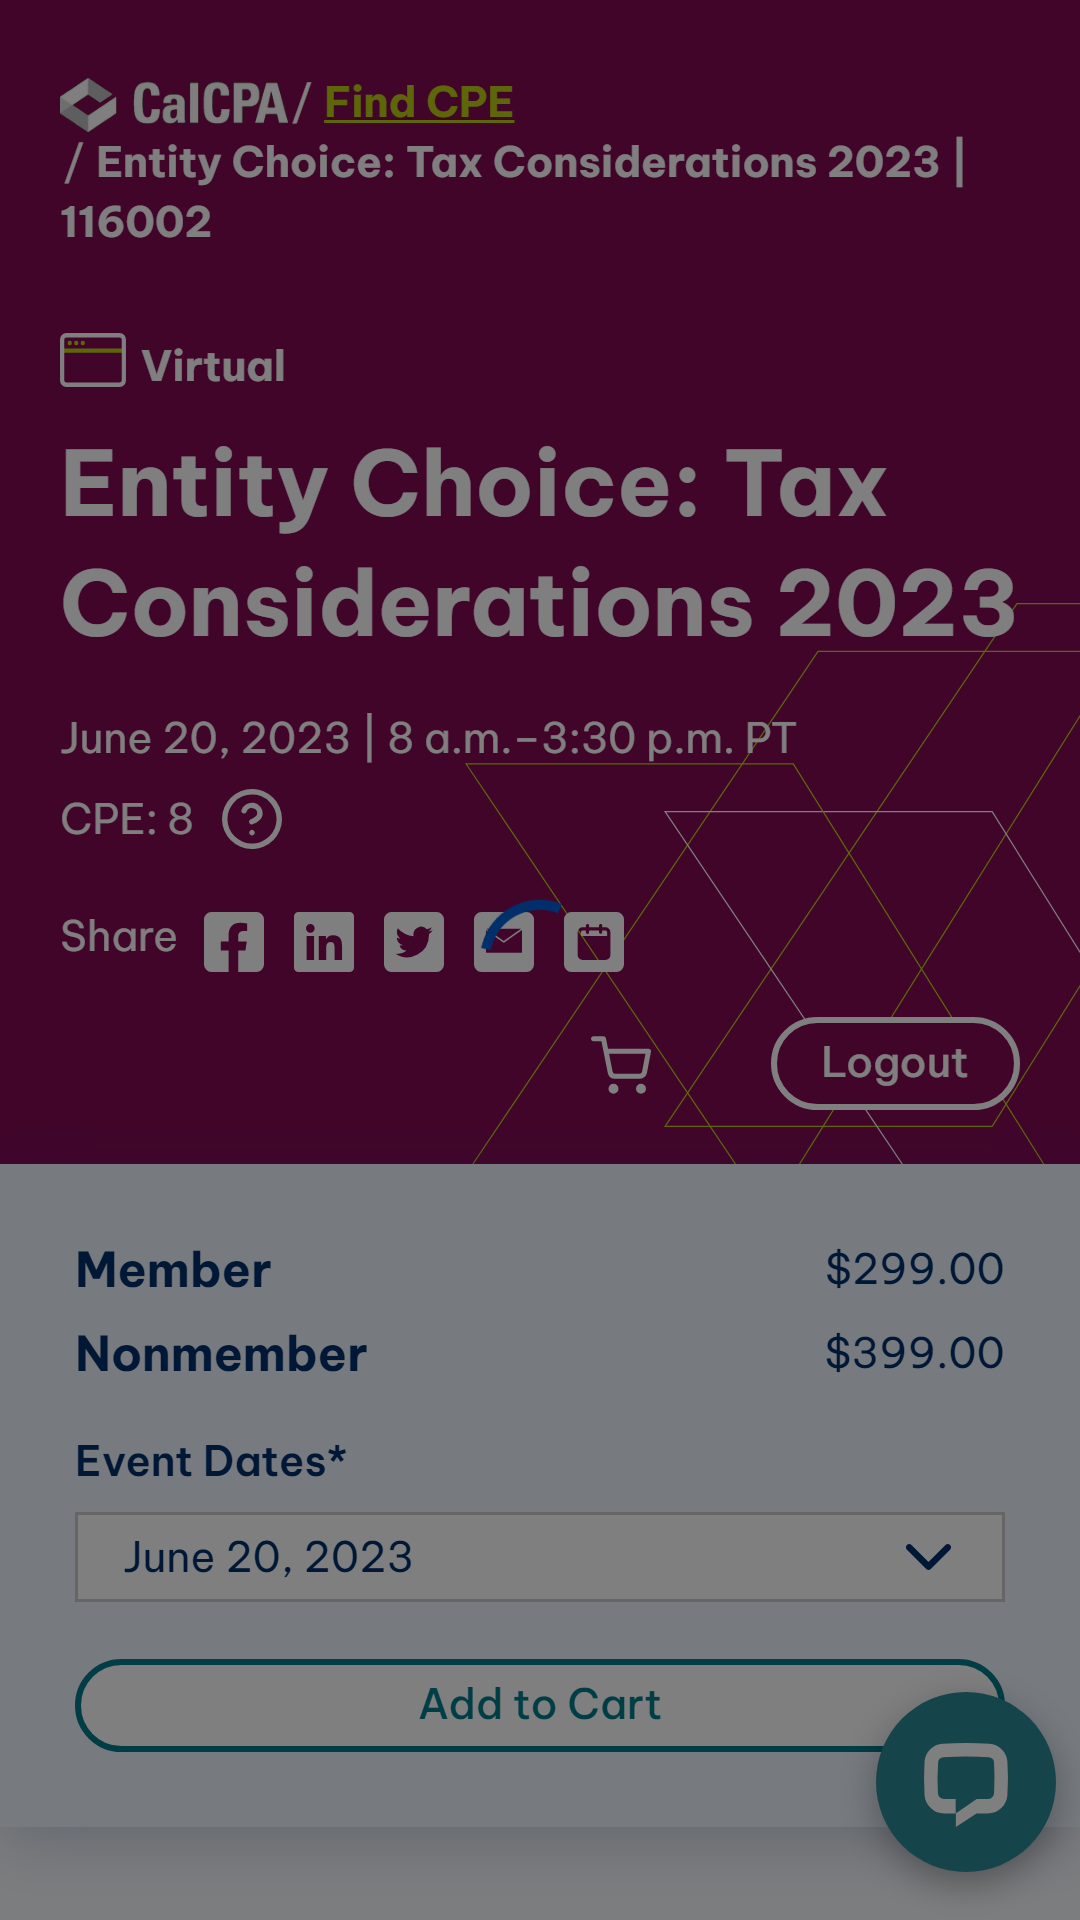 CalCPA / Find CPE
/ Entity Choice: Tax Considerations 2023 |
116002
Virtual
Entity Choice: Tax
Considerations 2023
June 20, 2023 | 8 a.m.–3:30 p.m. PT
CPE: 8 ?
Share
Logout
Member $299.00
Nonmember $399.00
Event Dates*
June 20, 2023
Add to Cart